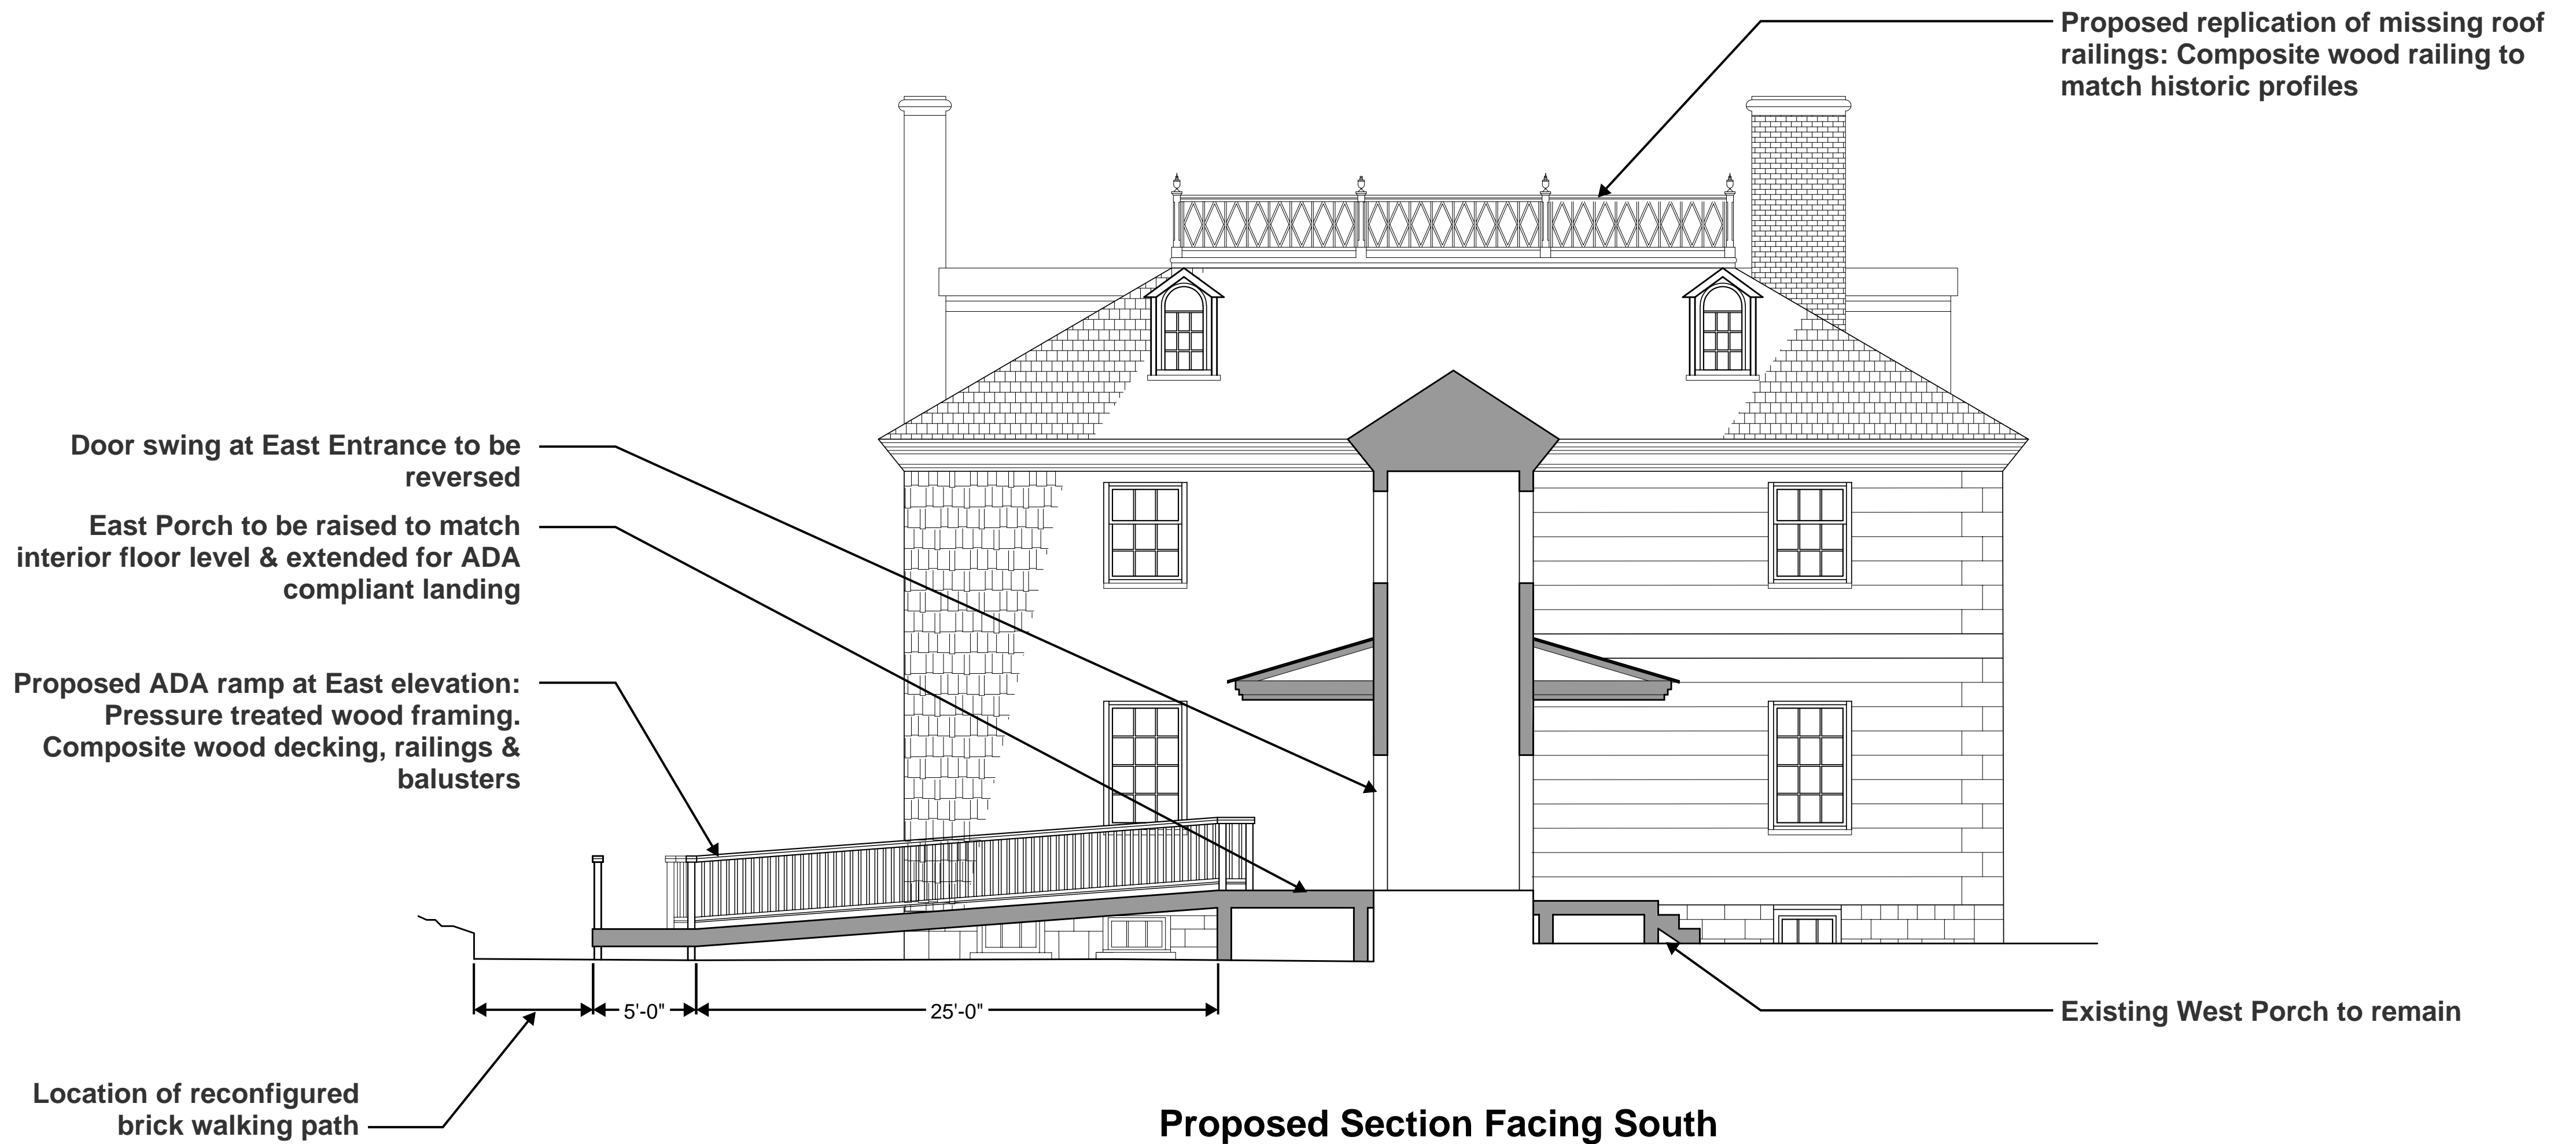 Proposed replication of missing roof
railings: Composite wood railing to
match historic profiles
Door swing at East Entrance to be
reversed
East Porch to be raised to match
interior floor level & extended for ADA
compliant landing
Proposed ADA ramp at East elevation:
Pressure treated wood framing.
Composite wood decking, railings &
balusters
5'-0"
25'-0"
Existing West Porch to remain
Location of reconfigured
brick walking path
Proposed Section Facing South